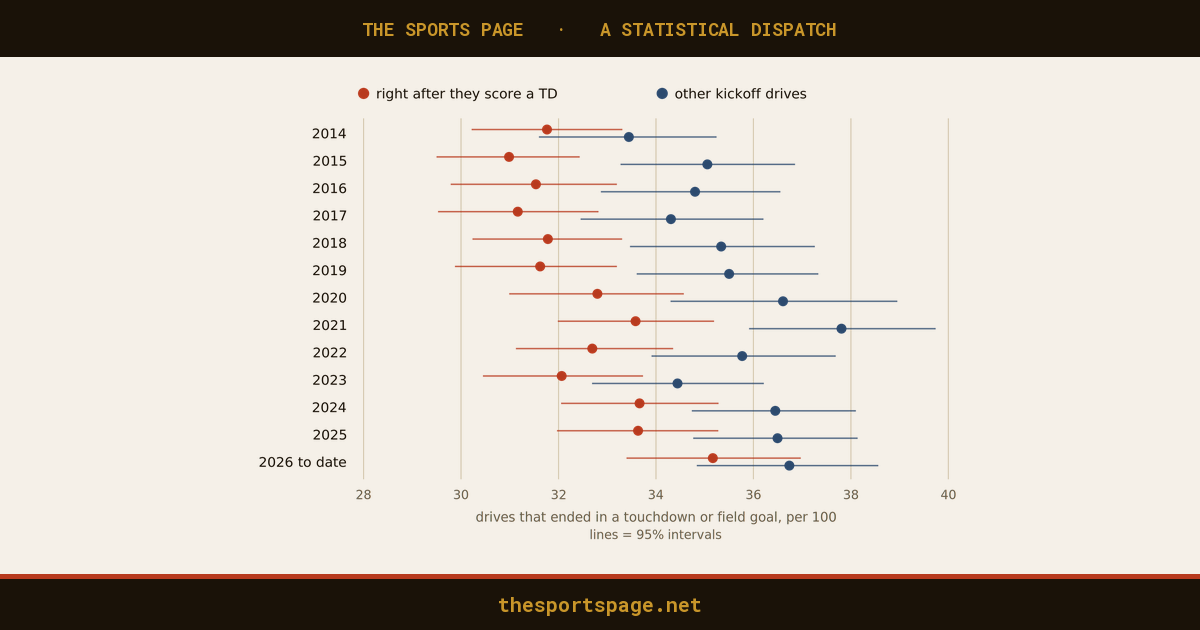 THE SPORTS PAGE · A STATISTICAL DISPATCH
right after they score a TD
other kickoff drives
2014
2015
2016
2017
2018
2019
2020
2021
2022
2023
2024
2025
2026 to date
28 30 32 34 36 38 40
drives that ended in a touchdown or field goal, per 100
lines = 95% intervals
thesportspage.net